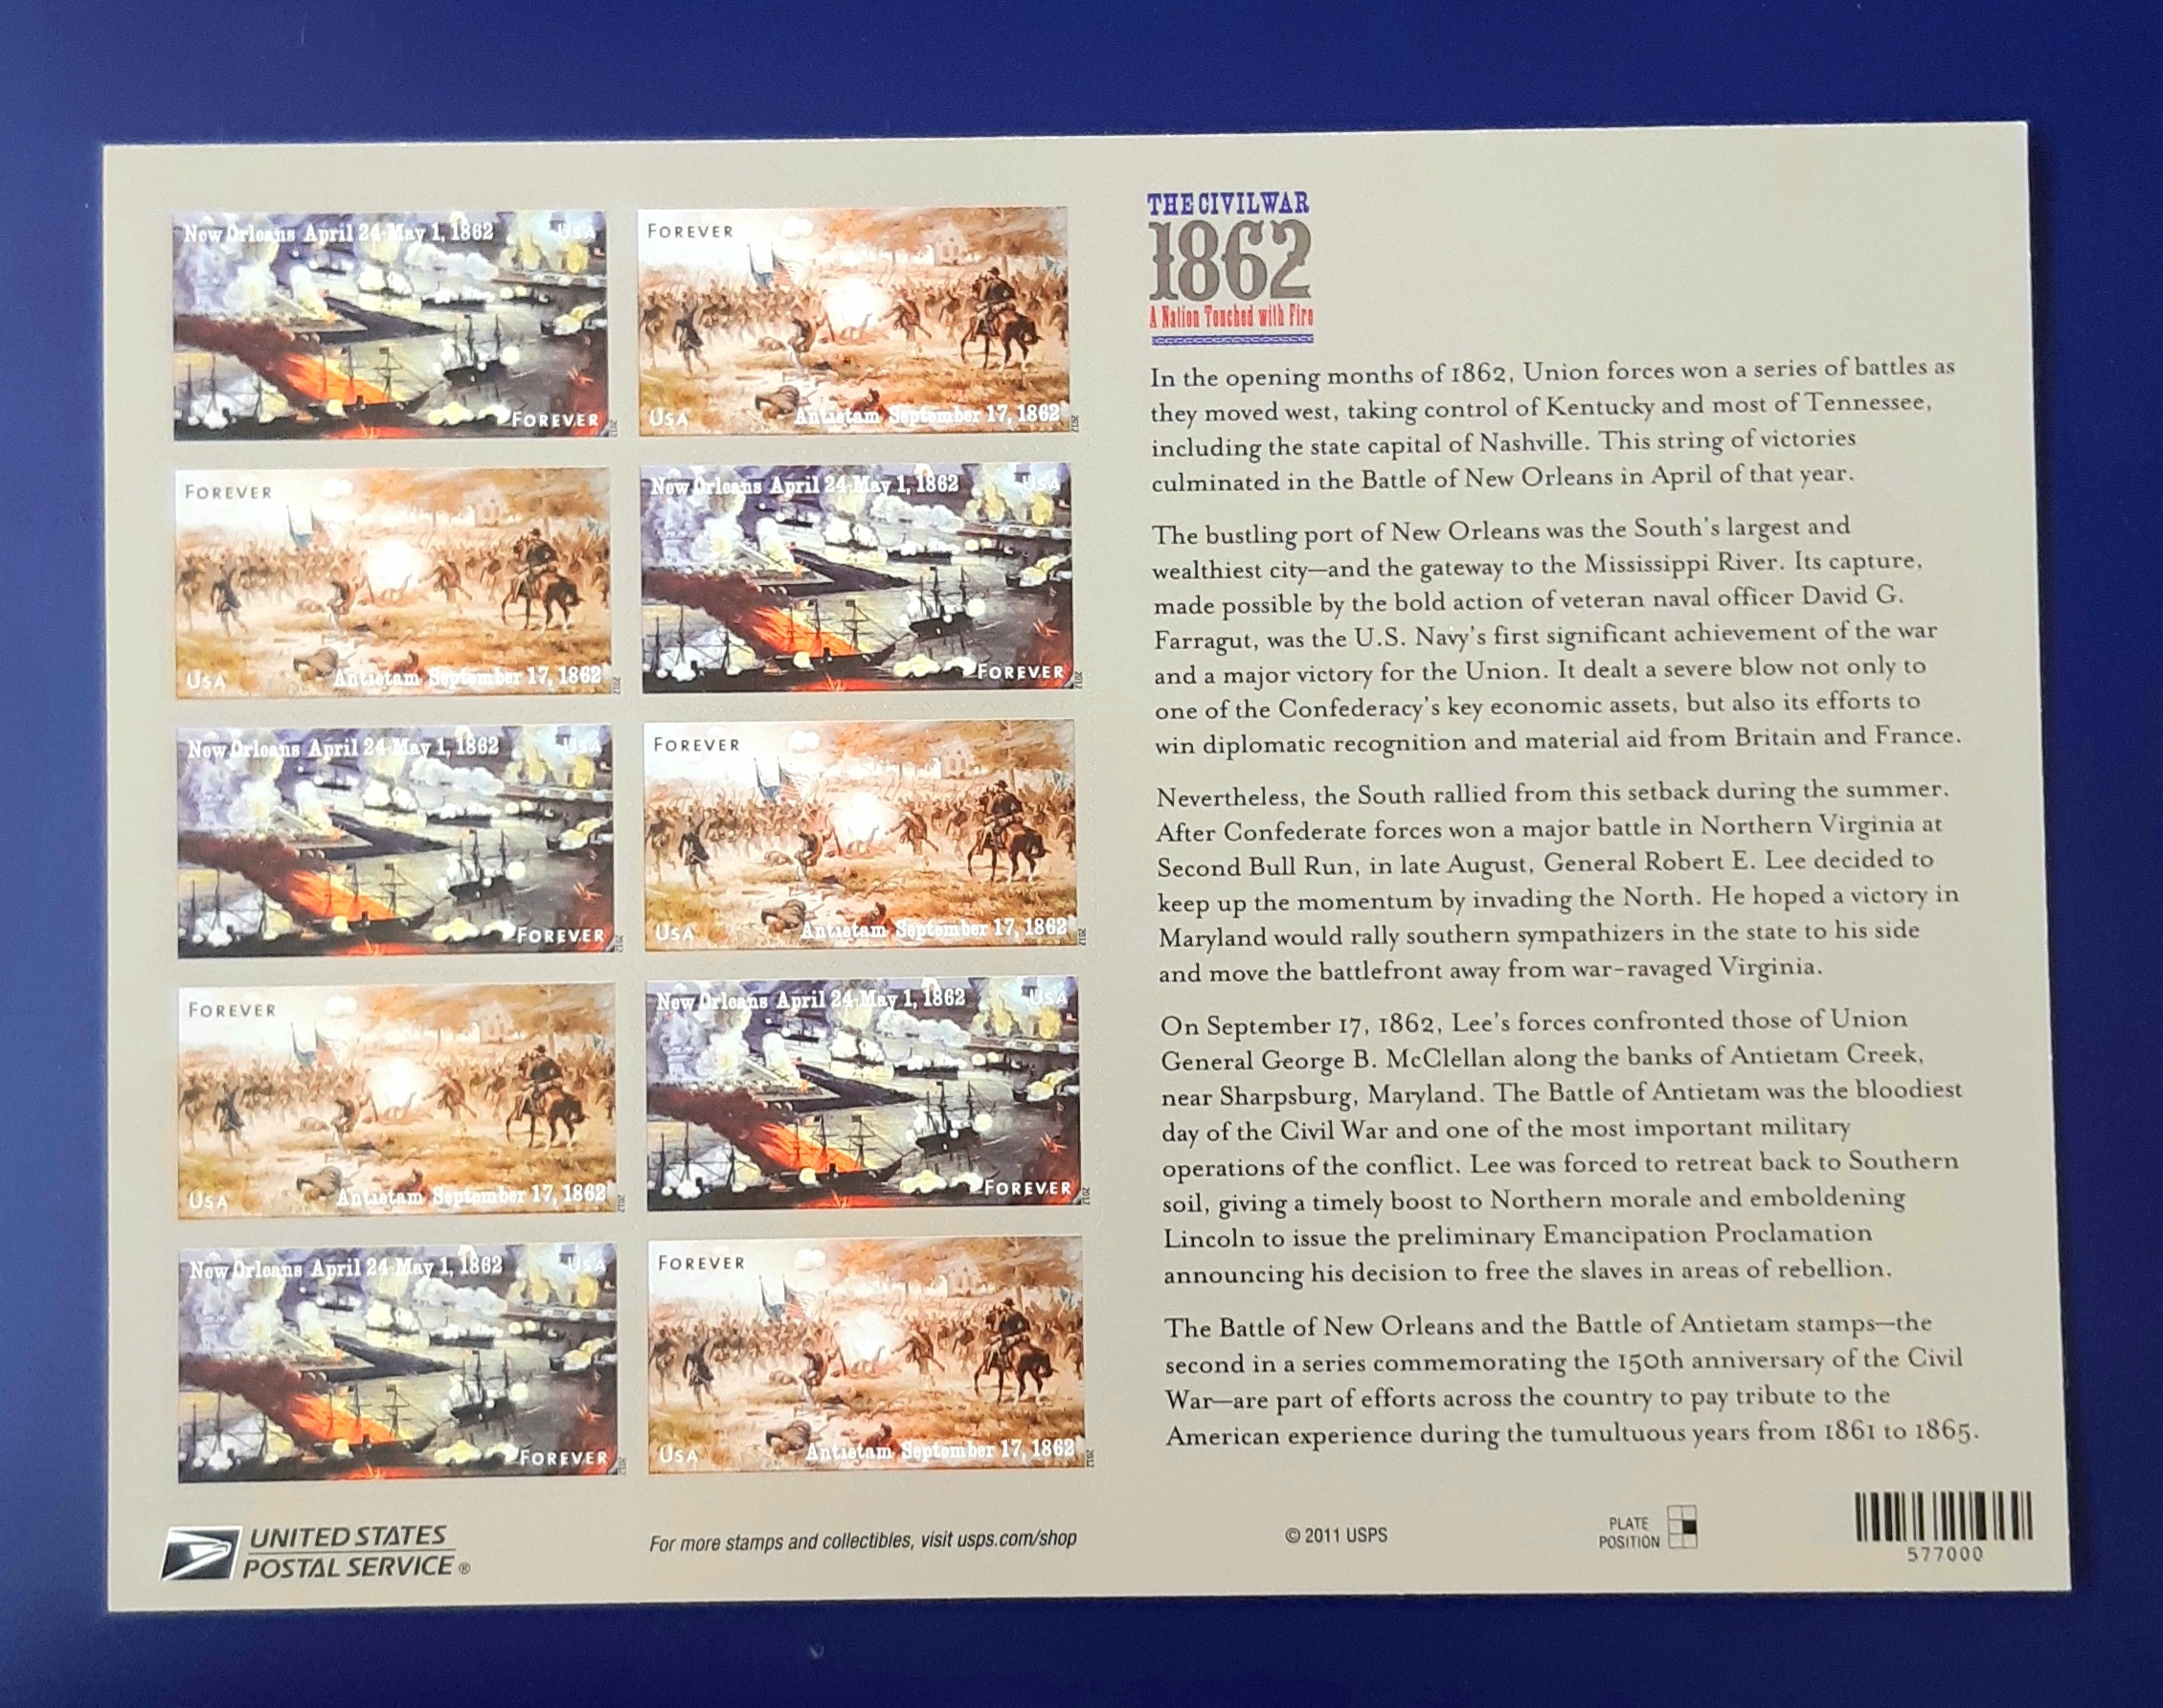 New Orleans April 24-May 1, 1862 USA
FOREVER
2012
FOREVER
USA Antietam September 17, 1862
2012
FOREVER
USA Antietam September 17, 1862
2012
New Orleans April 24-May 1, 1862 USA
FOREVER
2012
New Orleans April 24-May 1, 1862 USA
FOREVER
2012
FOREVER
USA Antietam September 17, 1862
2012
FOREVER
USA Antietam September 17, 1862
2012
New Orleans April 24-May 1, 1862 USA
FOREVER
2012
New Orleans April 24-May 1, 1862 USA
FOREVER
2012
FOREVER
USA Antietam September 17, 1862
2012
THE CIVIL WAR
1862
A Nation Touched with Fire
In the opening months of 1862, Union forces won a series of battles as
they moved west, taking control of Kentucky and most of Tennessee,
including the state capital of Nashville. This string of victories
culminated in the Battle of New Orleans in April of that year.
The bustling port of New Orleans was the South's largest and
wealthiest city—and the gateway to the Mississippi River. Its capture,
made possible by the bold action of veteran naval officer David G.
Farragut, was the U.S. Navy's first significant achievement of the war
and a major victory for the Union. It dealt a severe blow not only to
one of the Confederacy's key economic assets, but also its efforts to
win diplomatic recognition and material aid from Britain and France.
Nevertheless, the South rallied from this setback during the summer.
After Confederate forces won a major battle in Northern Virginia at
Second Bull Run, in late August, General Robert E. Lee decided to
keep up the momentum by invading the North. He hoped a victory in
Maryland would rally southern sympathizers in the state to his side
and move the battlefront away from war-ravaged Virginia.
On September 17, 1862, Lee's forces confronted those of Union
General George B. McClellan along the banks of Antietam Creek,
near Sharpsburg, Maryland. The Battle of Antietam was the bloodiest
day of the Civil War and one of the most important military
operations of the conflict. Lee was forced to retreat back to Southern
soil, giving a timely boost to Northern morale and emboldening
Lincoln to issue the preliminary Emancipation Proclamation
announcing his decision to free the slaves in areas of rebellion.
The Battle of New Orleans and the Battle of Antietam stamps—the
second in a series commemorating the 150th anniversary of the Civil
War—are part of efforts across the country to pay tribute to the
American experience during the tumultuous years from 1861 to 1865.
UNITED STATES
POSTAL SERVICE ®
For more stamps and collectibles, visit usps.com/shop
© 2011 USPS
PLATE
POSITION
577000